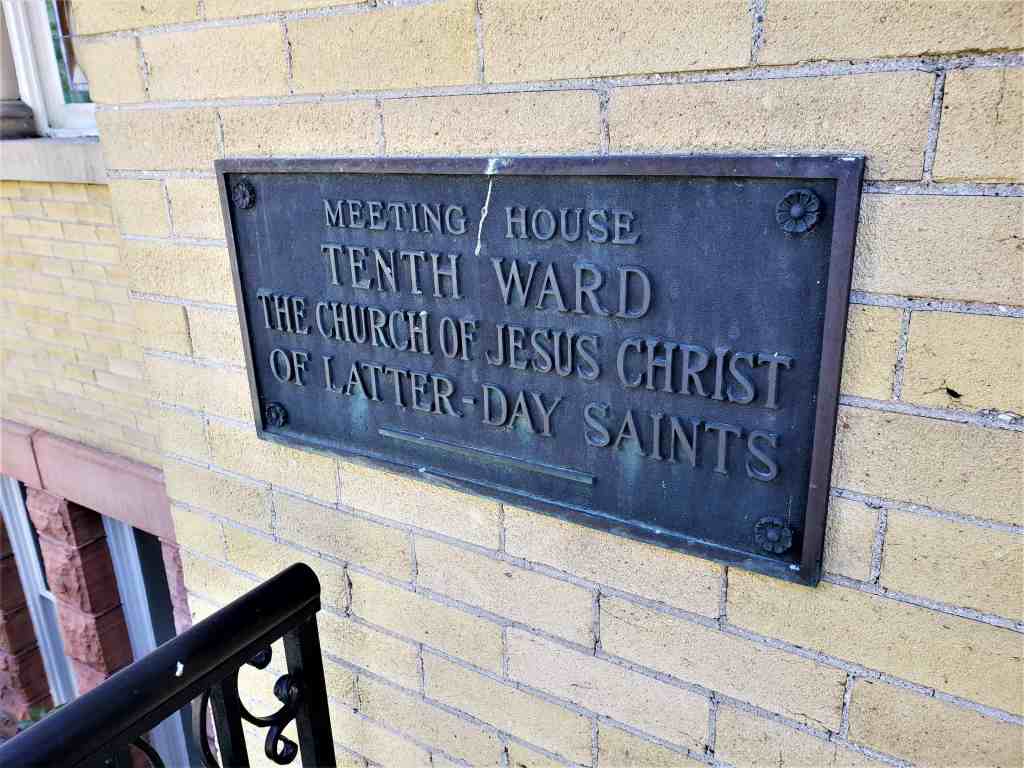 MEETING HOUSE
TENTH WARD
THE CHURCH OF JESUS CHRIST
OF LATTER-DAY SAINTS